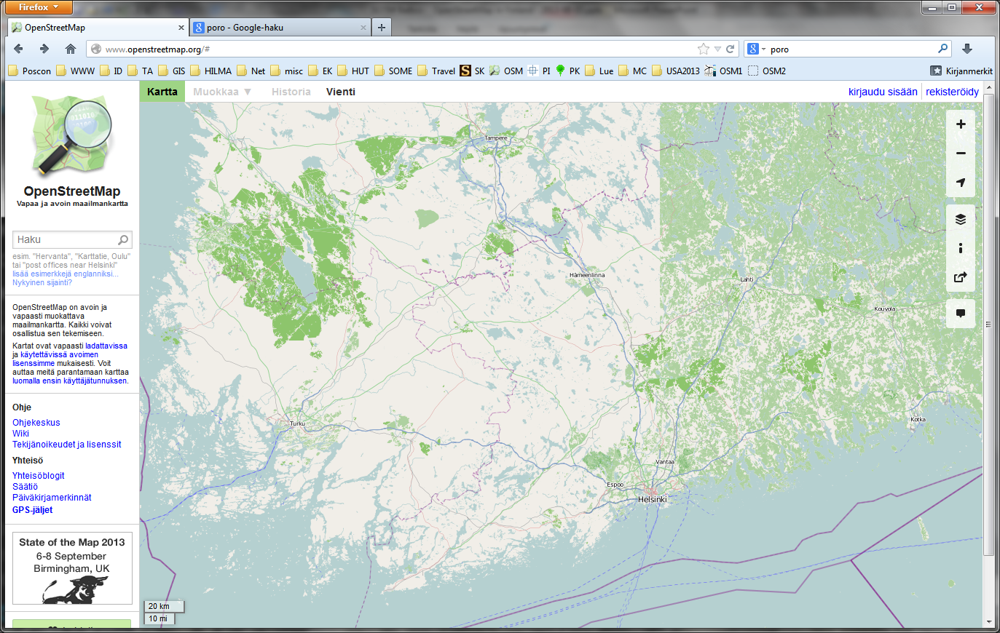 Firefox
OpenStreetMap
poro - Google-haku
www.openstreetmap.org/#
poro
Poscon WWW ID TA GIS HILMA Net misc EK HUT SOME Travel SK OSM PI PK Lue MC USA2013 OSM1 OSM2 Kirjanmerkit
Kartta Muokkaa ▼ Historia Vienti kirjaudu sisään rekisteröidy
OpenStreetMap
Vapaa ja avoin maailmankartta
Haku
esim. "Hervanta", "Karttatie, Oulu"
tai "post offices near Helsinki"
lisää esimerkkejä englanniksi...
Nykyinen sijainti?
OpenStreetMap on avoin ja
vapaasti muokattava
maailmankartta. Kaikki voivat
osallistua sen tekemiseen.
Kartat ovat vapaasti ladattavissa
ja käytettävissä avoimen
lisenssimme mukaisesti. Voit
auttaa meitä parantamaan karttaa
luomalla ensin käyttäjätunnuksen.
Ohje
Ohjekeskus
Wiki
Tekijänoikeudet ja lisenssit
Yhteisö
Yhteisöblogit
Säätiö
Päiväkirjamerkinnät
GPS-jäljet
State of the Map 2013
6-8 September
Birmingham, UK
Tampere
Hämeenlinna
Lahti
Kouvola
Turku
Kotka
Vantaa
Espoo
Helsinki
20 km
10 mi